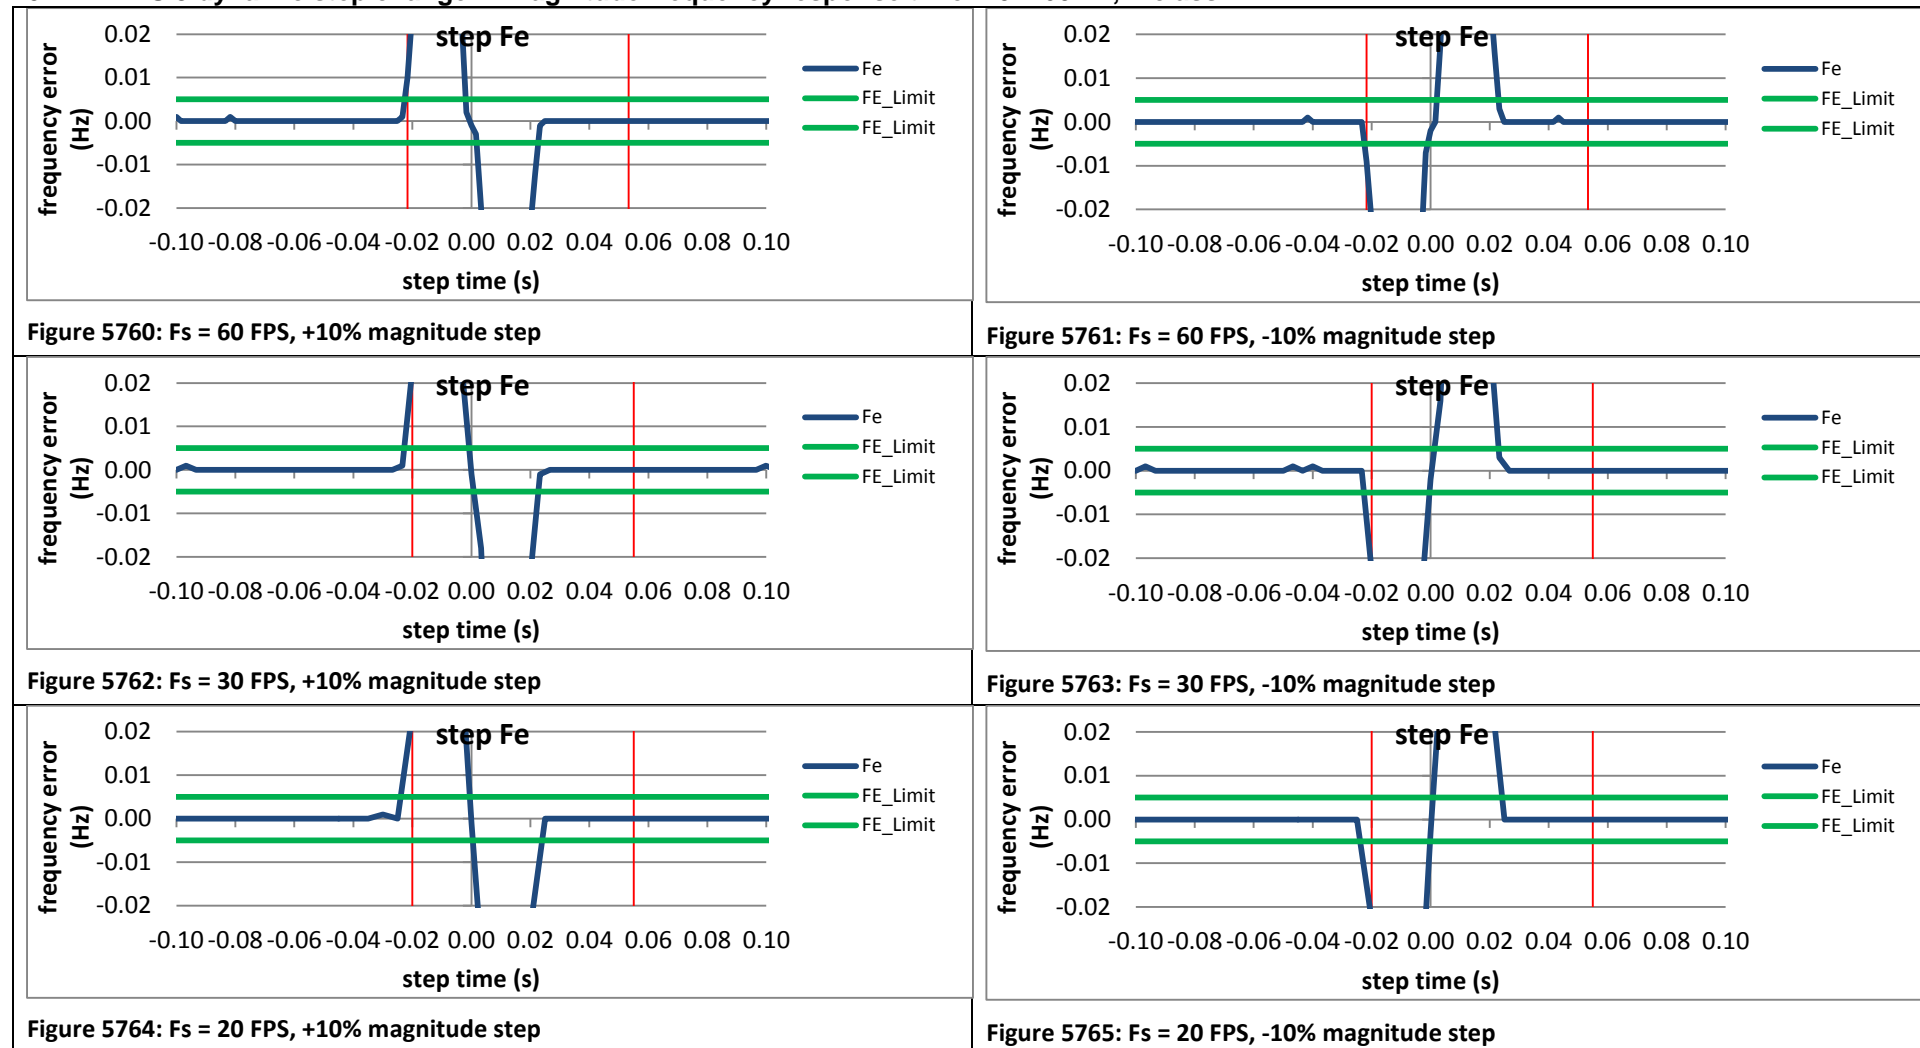 step Fe
0.02
0.01
0.00
-0.01
-0.02
frequency error
(Hz)
-0.10 -0.08 -0.06 -0.04 -0.02 0.00 0.02 0.04 0.06 0.08 0.10
step time (s)
Fe
FE_Limit
FE_Limit
Figure 5760: Fs = 60 FPS, +10% magnitude step
step Fe
0.02
0.01
0.00
-0.01
-0.02
frequency error
(Hz)
-0.10 -0.08 -0.06 -0.04 -0.02 0.00 0.02 0.04 0.06 0.08 0.10
step time (s)
Fe
FE_Limit
FE_Limit
Figure 5761: Fs = 60 FPS, -10% magnitude step
step Fe
0.02
0.01
0.00
-0.01
-0.02
frequency error
(Hz)
-0.10 -0.08 -0.06 -0.04 -0.02 0.00 0.02 0.04 0.06 0.08 0.10
step time (s)
Fe
FE_Limit
FE_Limit
Figure 5762: Fs = 30 FPS, +10% magnitude step
step Fe
0.02
0.01
0.00
-0.01
-0.02
frequency error
(Hz)
-0.10 -0.08 -0.06 -0.04 -0.02 0.00 0.02 0.04 0.06 0.08 0.10
step time (s)
Fe
FE_Limit
FE_Limit
Figure 5763: Fs = 30 FPS, -10% magnitude step
step Fe
0.02
0.01
0.00
-0.01
-0.02
frequency error
(Hz)
-0.10 -0.08 -0.06 -0.04 -0.02 0.00 0.02 0.04 0.06 0.08 0.10
step time (s)
Fe
FE_Limit
FE_Limit
Figure 5764: Fs = 20 FPS, +10% magnitude step
step Fe
0.02
0.01
0.00
-0.01
-0.02
frequency error
(Hz)
-0.10 -0.08 -0.06 -0.04 -0.02 0.00 0.02 0.04 0.06 0.08 0.10
step time (s)
Fe
FE_Limit
FE_Limit
Figure 5765: Fs = 20 FPS, -10% magnitude step